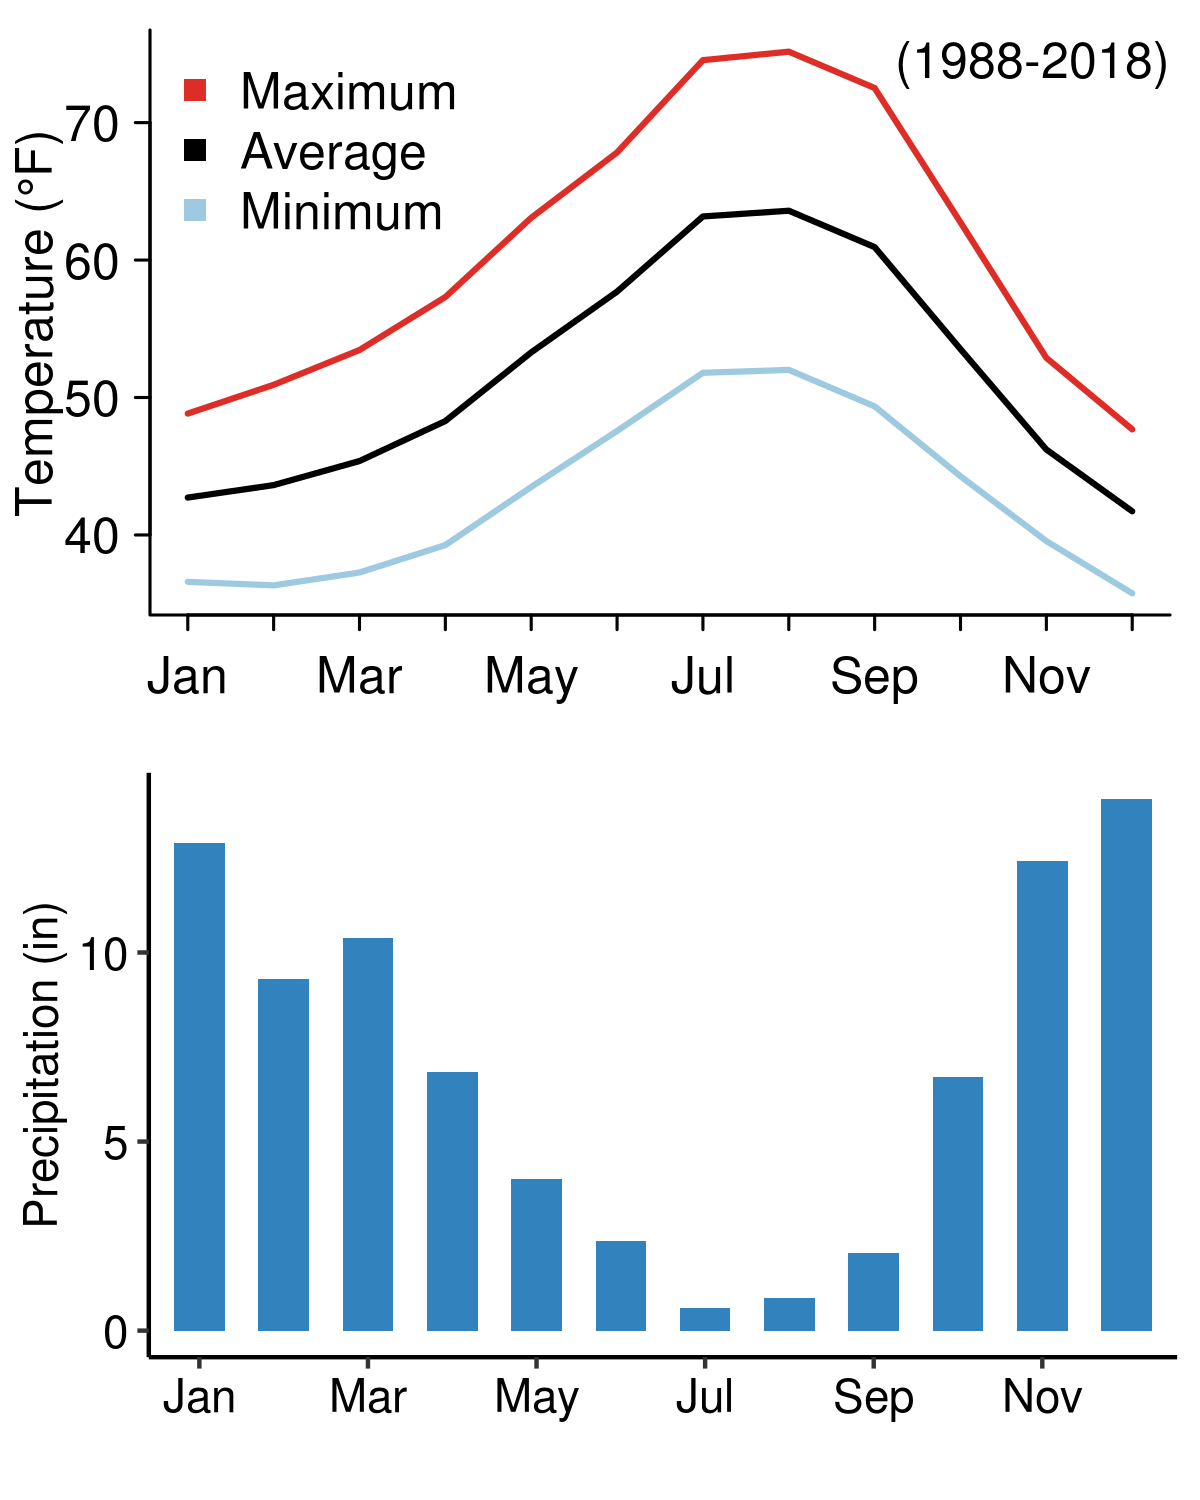 (1988-2018)
Maximum
Average
Minimum
Temperature (°F)
70
60
50
40
Jan Mar May Jul Sep Nov
Precipitation (in)
10
5
0
Jan Mar May Jul Sep Nov